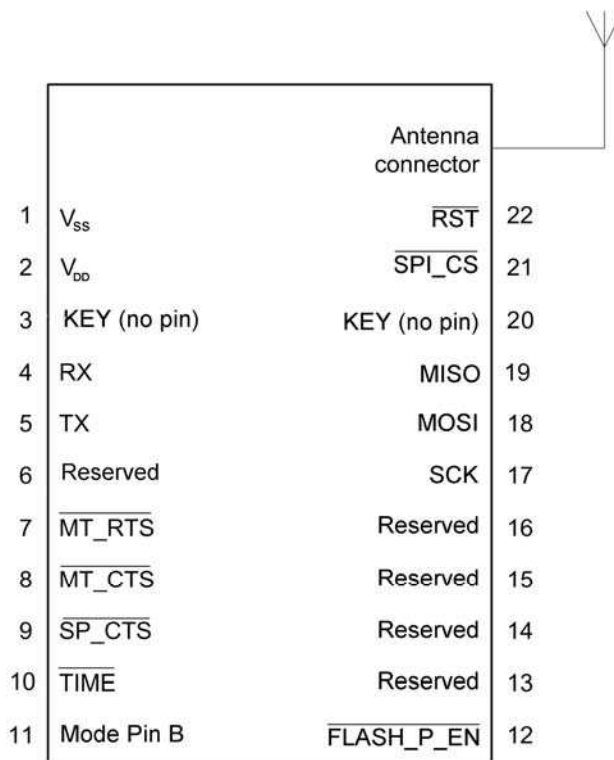 Antenna
connector
1 Vss RST 22
2 VDD SPI_CS 21
3 KEY (no pin) KEY (no pin) 20
4 RX MISO 19
5 TX MOSI 18
6 Reserved SCK 17
7 MT_RTS Reserved 16
8 MT_CTS Reserved 15
9 SP_CTS Reserved 14
10 TIME Reserved 13
11 Mode Pin B FLASH_P_EN 12